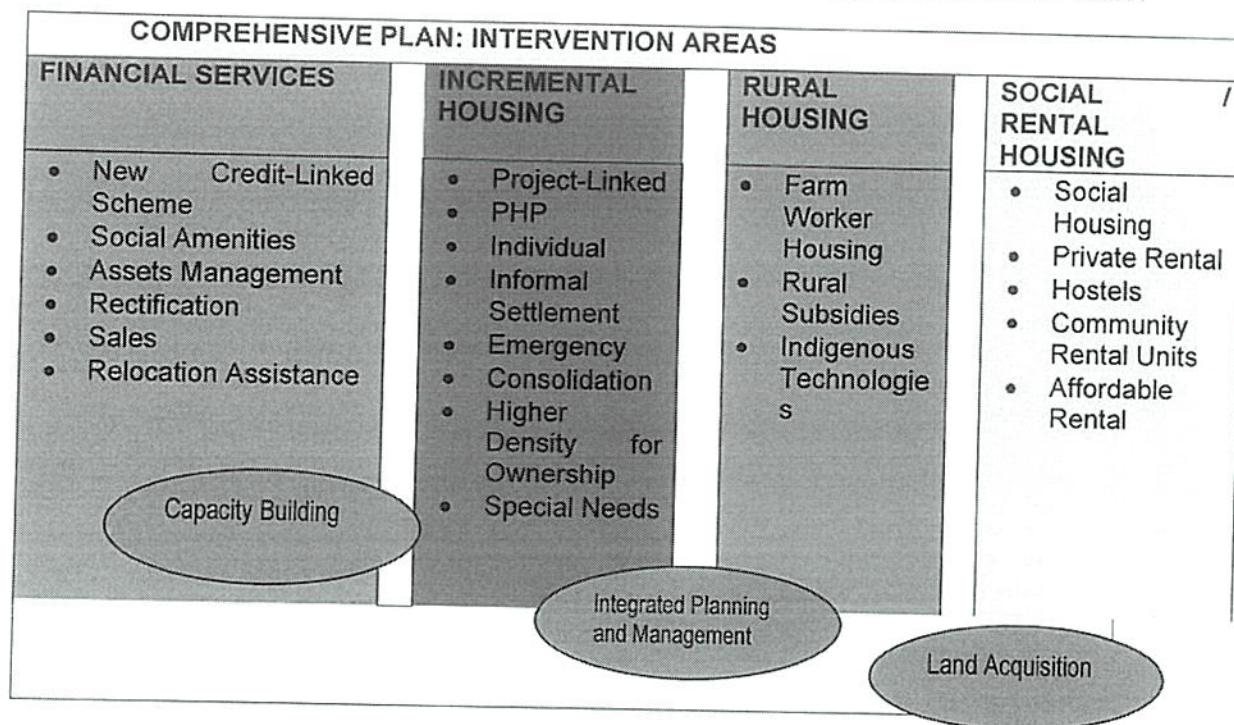 COMPREHENSIVE PLAN: INTERVENTION AREAS
FINANCIAL SERVICES
• New Credit-Linked
Scheme
• Social Amenities
• Assets Management
• Rectification
• Sales
• Relocation Assistance
INCREMENTAL
HOUSING
• Project-Linked
• PHP
• Individual
• Informal
Settlement
• Emergency
• Consolidation
• Higher
Density for
Ownership
• Special Needs
RURAL
HOUSING
• Farm
Worker
Housing
• Rural
Subsidies
• Indigenous
Technologie
s
SOCIAL /
RENTAL
HOUSING
• Social
Housing
• Private Rental
• Hostels
• Community
Rental Units
• Affordable
Rental
Capacity Building
Integrated Planning
and Management
Land Acquisition